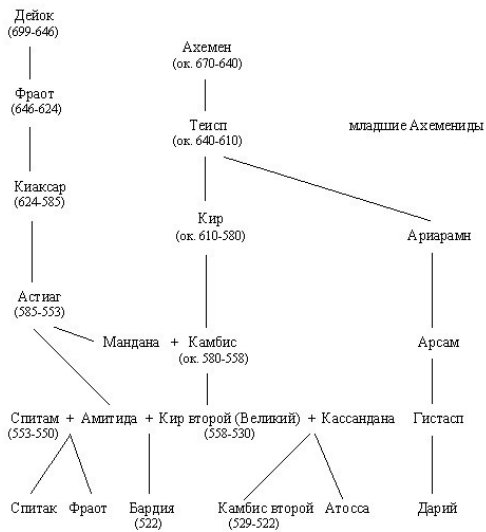 Дейок
(699-646)
Ахемен
(ок. 670-640)
Фраот
(646-624)
Теисп
(ок. 640-610)
младшие Ахемениды
Киаксар
(624-585)
Кир
(ок. 610-580)
Ариарамн
Астиаг
(585-553)
Мандана + Камбис
(ок. 580-558)
Арсам
Спитам + Амитида + Кир второй (Великий) + Кассандана Гистасп
(553-550) (558-530)
Спитак Фраот Бардия Камбис второй Атосса Дарий
(522) (529-522)